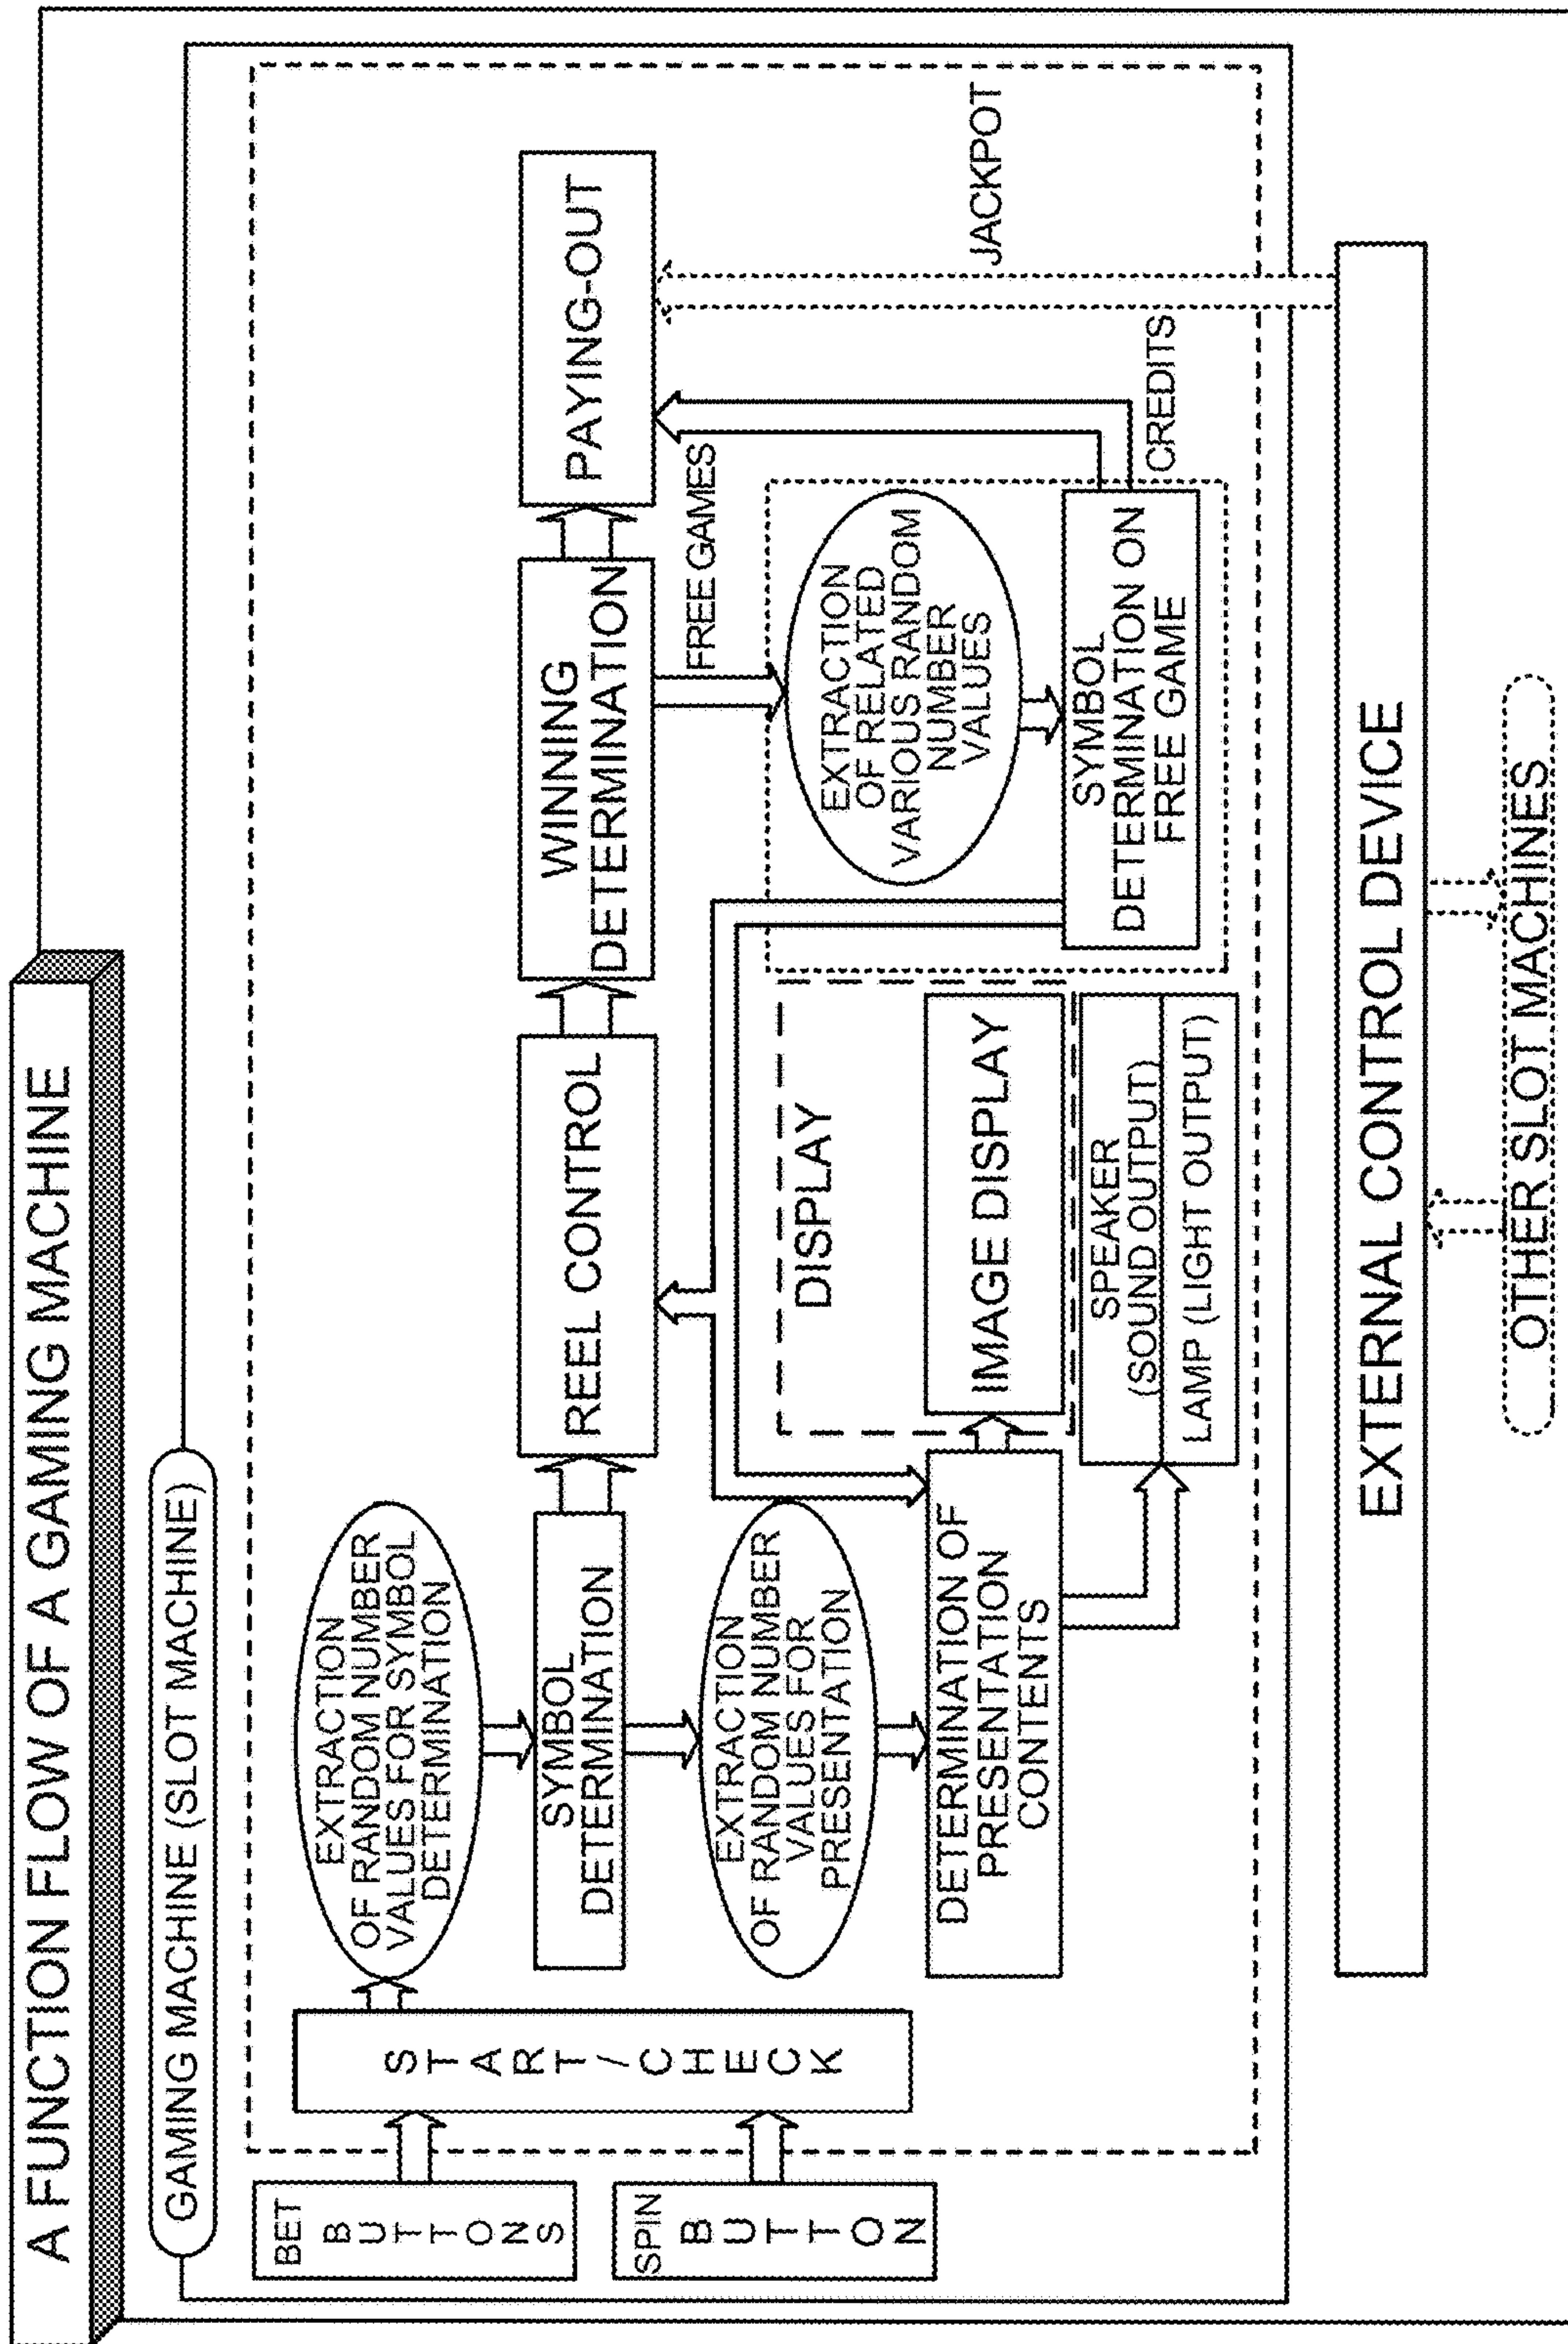 A FUNCTION FLOW OF A GAMING MACHINE
GAMING MACHINE (SLOT MACHINE)
BET
BUTTONS
SPIN
BUTTON
START/CHECK
EXTRACTION
OF RANDOM NUMBER
VALUES FOR SYMBOL
DETERMINATION
SYMBOL
DETERMINATION
EXTRACTION
OF RANDOM NUMBER
VALUES FOR
PRESENTATION
DETERMINATION OF
PRESENTATION
CONTENTS
REEL CONTROL
DISPLAY
IMAGE DISPLAY
SPEAKER
(SOUND OUTPUT)
LAMP (LIGHT OUTPUT)
WINNING
DETERMINATION
FREE GAMES
EXTRACTION
OF RELATED
VARIOUS RANDOM
NUMBER
VALUES
SYMBOL
DETERMINATION ON
FREE GAME
PAYING-OUT
CREDITS
JACKPOT
EXTERNAL CONTROL DEVICE
OTHER SLOT MACHINES